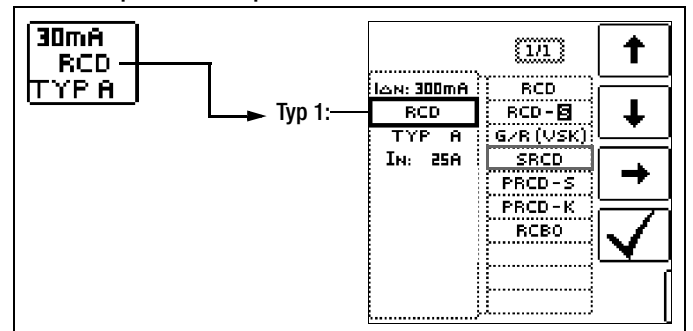 30mA
RCD
TYP A
Typ 1:
1/1
I∆N: 300mA
RCD
TYP A
IN: 25A
RCD
RCD-S
G/R (VSK)
SRCD
PRCD-S
PRCD-K
RCBO